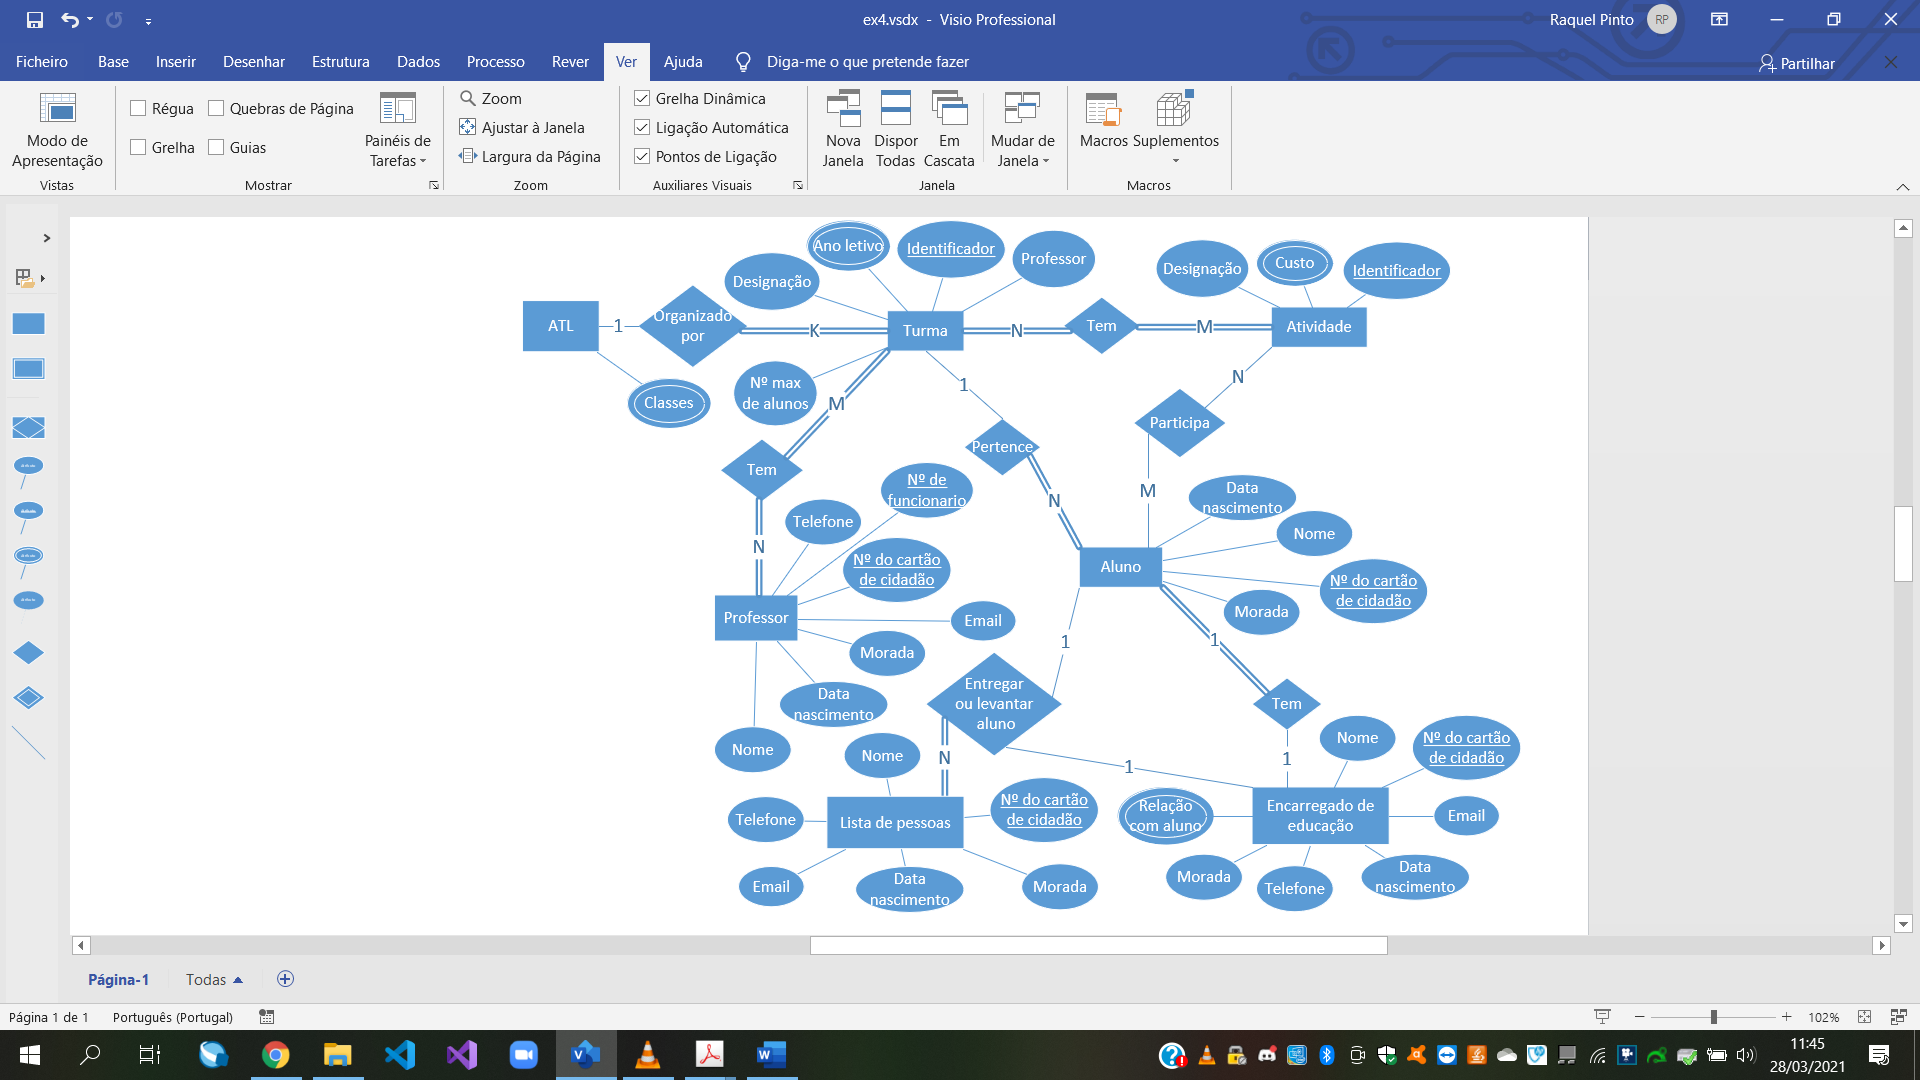 ex4.vsdx - Visio Professional
Raquel Pinto
RP
Ficheiro
Base
Inserir
Desenhar
Estrutura
Dados
Processo
Rever
Ver
Ajuda
Diga-me o que pretende fazer
Partilhar
Modo de
Apresentação
Vistas
Régua
Quebras de Página
Grelha
Guias
Painéis de
Tarefas
Mostrar
Zoom
Ajustar à Janela
Largura da Página
Zoom
Grelha Dinâmica
Ligação Automática
Pontos de Ligação
Auxiliares Visuais
Nova
Janela
Dispor
Todas
Em
Cascata
Mudar de
Janela
Janela
Macros
Suplementos
Macros
Ano letivo
Identificador
Professor
Designação
Designação
Custo
Identificador
ATL
1
Organizado
por
K
Turma
N
Tem
M
Atividade
Classes
Nº max
de alunos
M
1
N
Participa
Pertence
Tem
Nº de
funcionario
Telefone
N
M
N
Data
nascimento
Nome
Nº do cartão
de cidadão
Aluno
Nº do cartão
de cidadão
Morada
Professor
Email
Morada
1
1
Entregar
ou levantar
aluno
Data
nascimento
Tem
Nome
Nome
N
1
1
Nome
Nº do cartão
de cidadão
Telefone
Lista de pessoas
Nº do cartão
de cidadão
Relação
com aluno
Encarregado de
educação
Email
Email
Data
nascimento
Morada
Morada
Telefone
Data
nascimento
Página-1
Todas
Página 1 de 1
Português (Portugal)
102%
11:45
28/03/2021